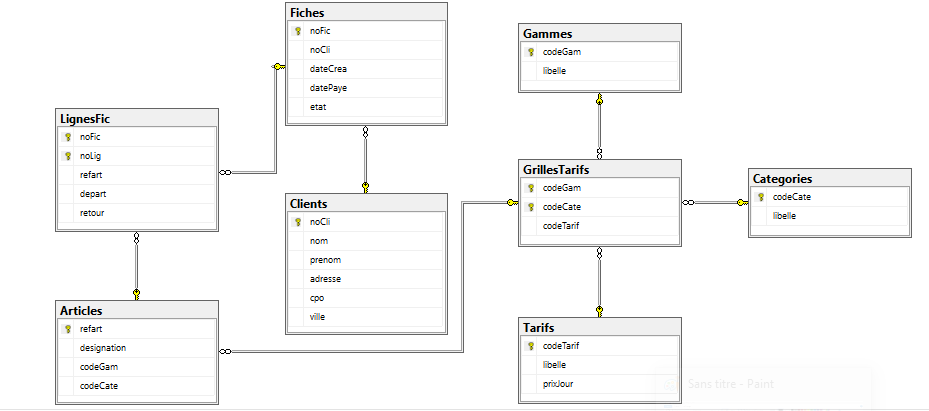 Fiches
noFic
noCli
dateCrea
datePaye
etat
Gammes
codeGam
libelle
LignesFic
noFic
noLig
refart
depart
retour
GrillesTarifs
codeGam
codeCate
codeTarif
Categories
codeCate
libelle
Clients
noCli
nom
prenom
adresse
cpo
ville
Articles
refart
designation
codeGam
codeCate
Tarifs
codeTarif
libelle
prixJour
Sans titre - Paint